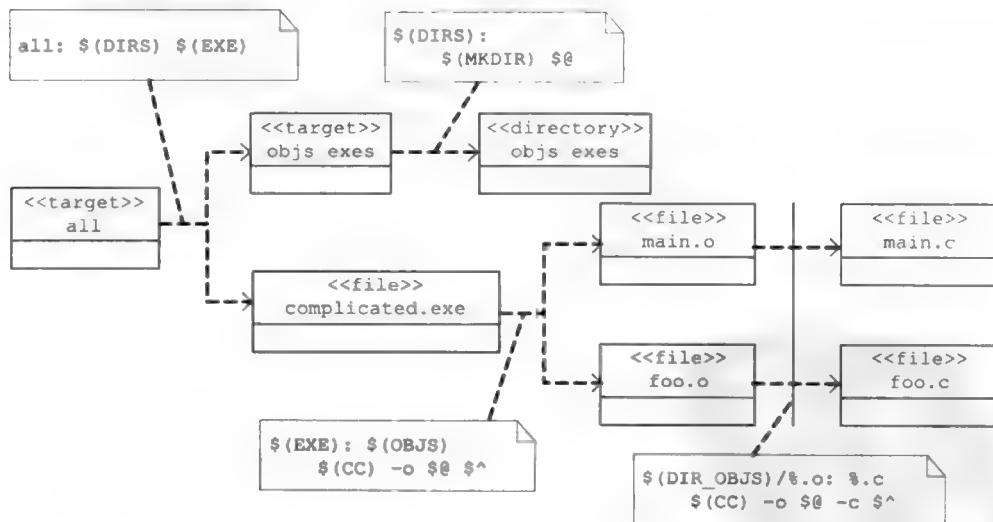 all: $(DIRS) $(EXE)
$(DIRS):
$(MKDIR) $@
<<target>>
objs exes
<<directory>>
objs exes
<<target>>
all
<<file>>
main.o
<<file>>
main.c
<<file>>
complicated.exe
<<file>>
foo.o
<<file>>
foo.c
$(EXE): $(OBJS)
$(CC) -o $@ $^
$(DIR_OBJS)/%.o: %.c
$(CC) -o $@ -c $^